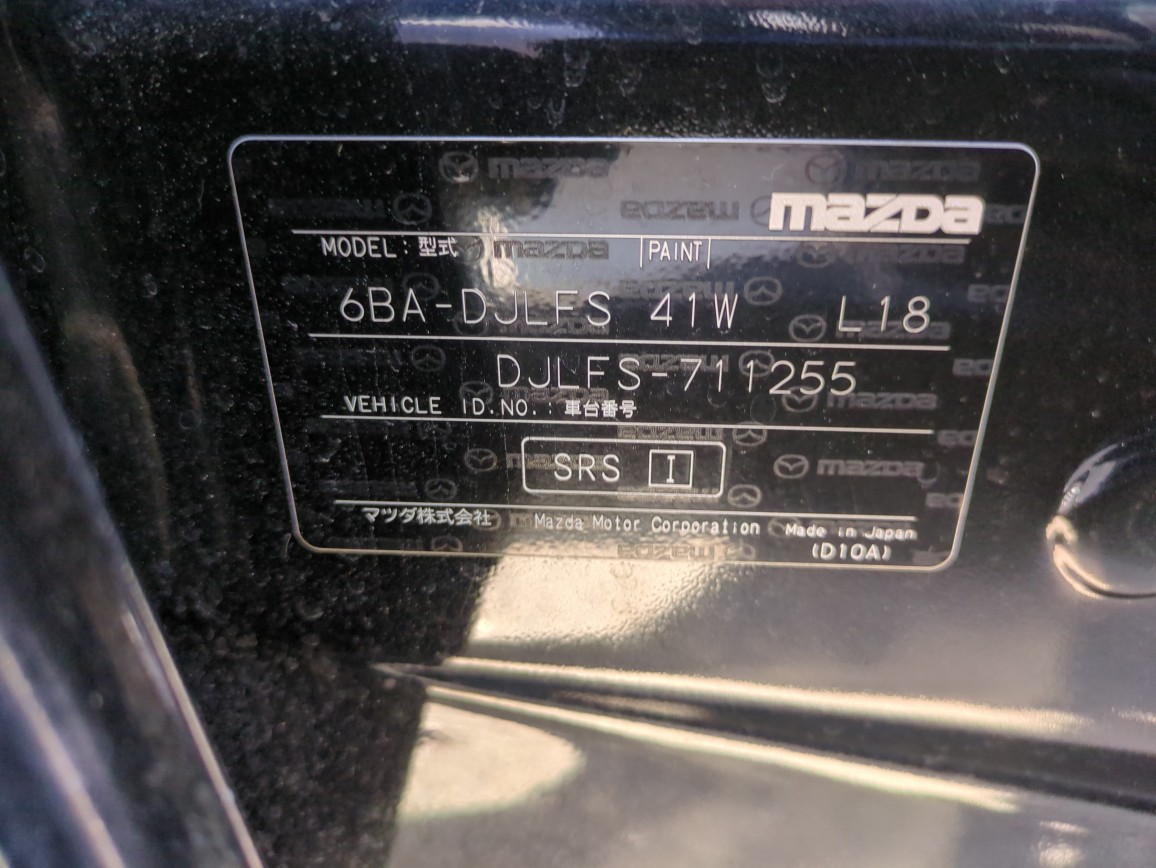 mazda
MODEL : 型式 PAINT
6BA-DJLFS 41W L18
DJLFS-711255
VEHICLE ID.NO. : 車台番号
SRS I
マツダ株式会社 Mazda Motor Corporation Made in Japan
(D10A)